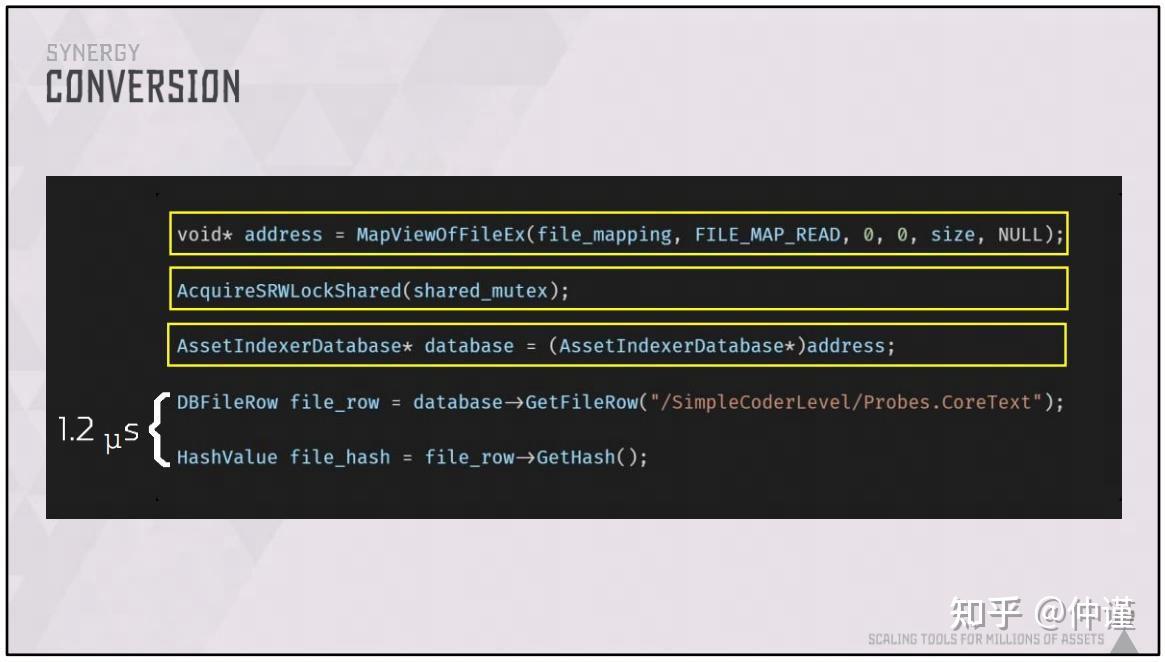 SYNERGY
CONVERSION
void* address = MapViewOfFileEx(file_mapping, FILE_MAP_READ, 0, 0, size, NULL);
AcquireSRWLockShared(shared_mutex);
AssetIndexerDatabase* database = (AssetIndexerDatabase*)address;
DBFileRow file_row = database→GetFileRow("/SimpleCoderLevel/Probes.CoreText");
1.2 μs
HashValue file_hash = file_row→GetHash();
知乎 @仲谨
SCALING TOOLS FOR MILLIONS OF ASSETS